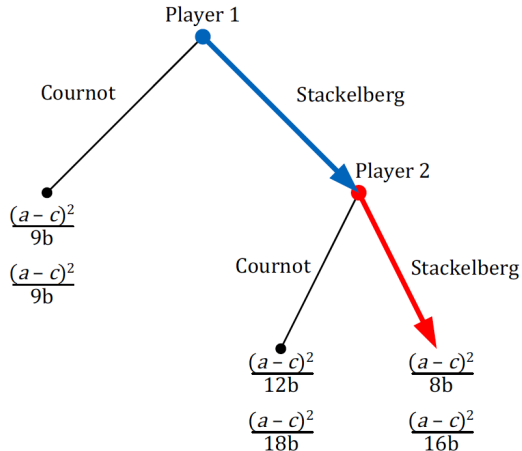 Player 1
Cournot
Stackelberg
Player 2
(a – c)²
9b
(a – c)²
9b
Cournot
Stackelberg
(a – c)²
12b
(a – c)²
8b
(a – c)²
18b
(a – c)²
16b